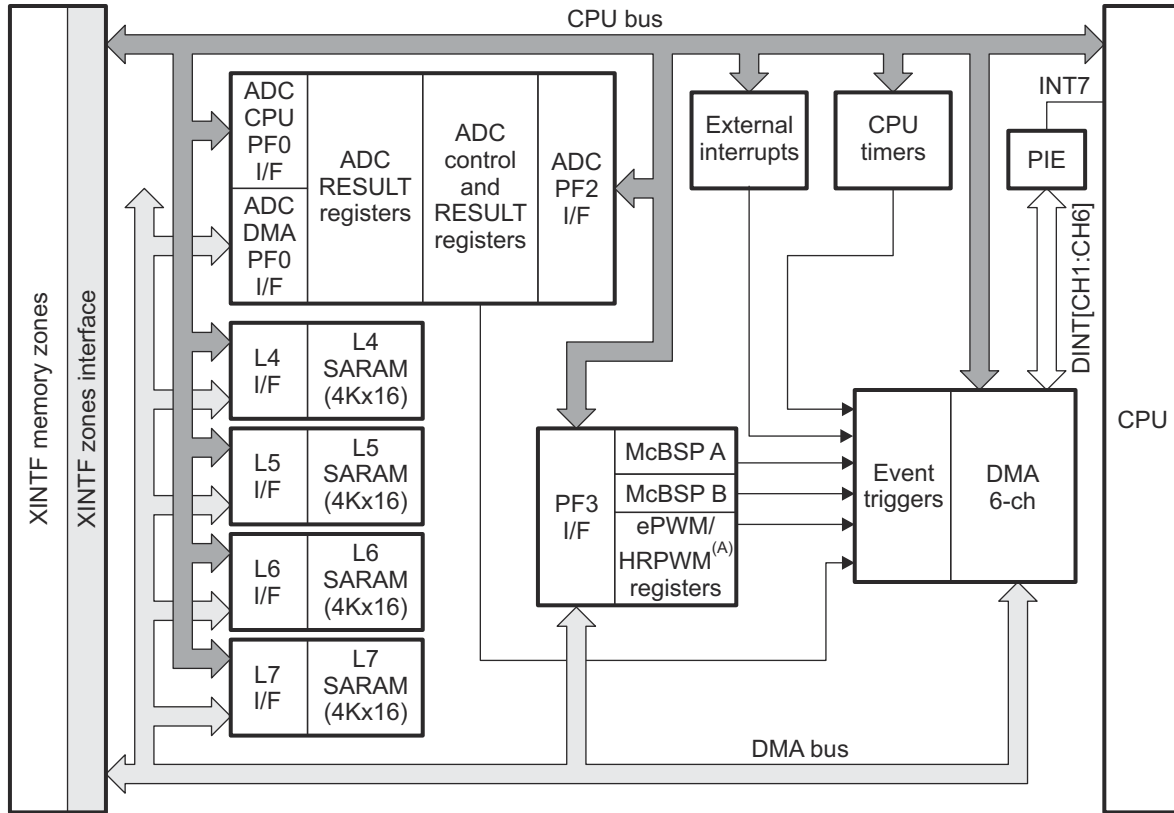 CPU bus
INT7
ADC
CPU
PF0
I/F
ADC
DMA
PF0
I/F
ADC
RESULT
registers
ADC
control
and
RESULT
registers
ADC
PF2
I/F
External
interrupts
CPU
timers
PIE
DINT[CH1:CH6]
XINTF memory zones
XINTF zones interface
CPU
L4
I/F
L4
SARAM
(4Kx16)
L5
I/F
L5
SARAM
(4Kx16)
L6
I/F
L6
SARAM
(4Kx16)
L7
I/F
L7
SARAM
(4Kx16)
PF3
I/F
McBSP A
McBSP B
ePWM/
HRPWM(A)
registers
Event
triggers
DMA
6-ch
DMA bus